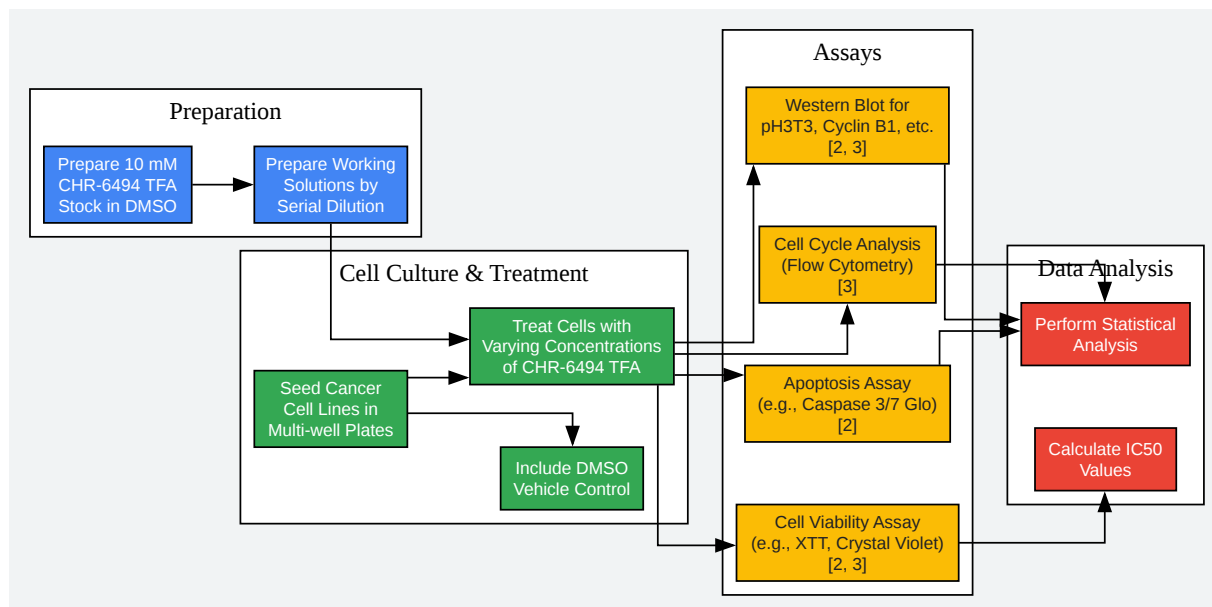 Preparation
Prepare 10 mM
CHR-6494 TFA
Stock in DMSO
Prepare Working
Solutions by
Serial Dilution
Cell Culture & Treatment
Treat Cells with
Varying Concentrations
of CHR-6494 TFA
Seed Cancer
Cell Lines in
Multi-well Plates
Include DMSO
Vehicle Control
Assays
Western Blot for
pH3T3, Cyclin B1, etc.
[2, 3]
Cell Cycle Analysis
(Flow Cytometry)
[3]
Apoptosis Assay
(e.g., Caspase 3/7 Glo)
[2]
Cell Viability Assay
(e.g., XTT, Crystal Violet)
[2, 3]
Data Analysis
Perform Statistical
Analysis
Calculate IC50
Values